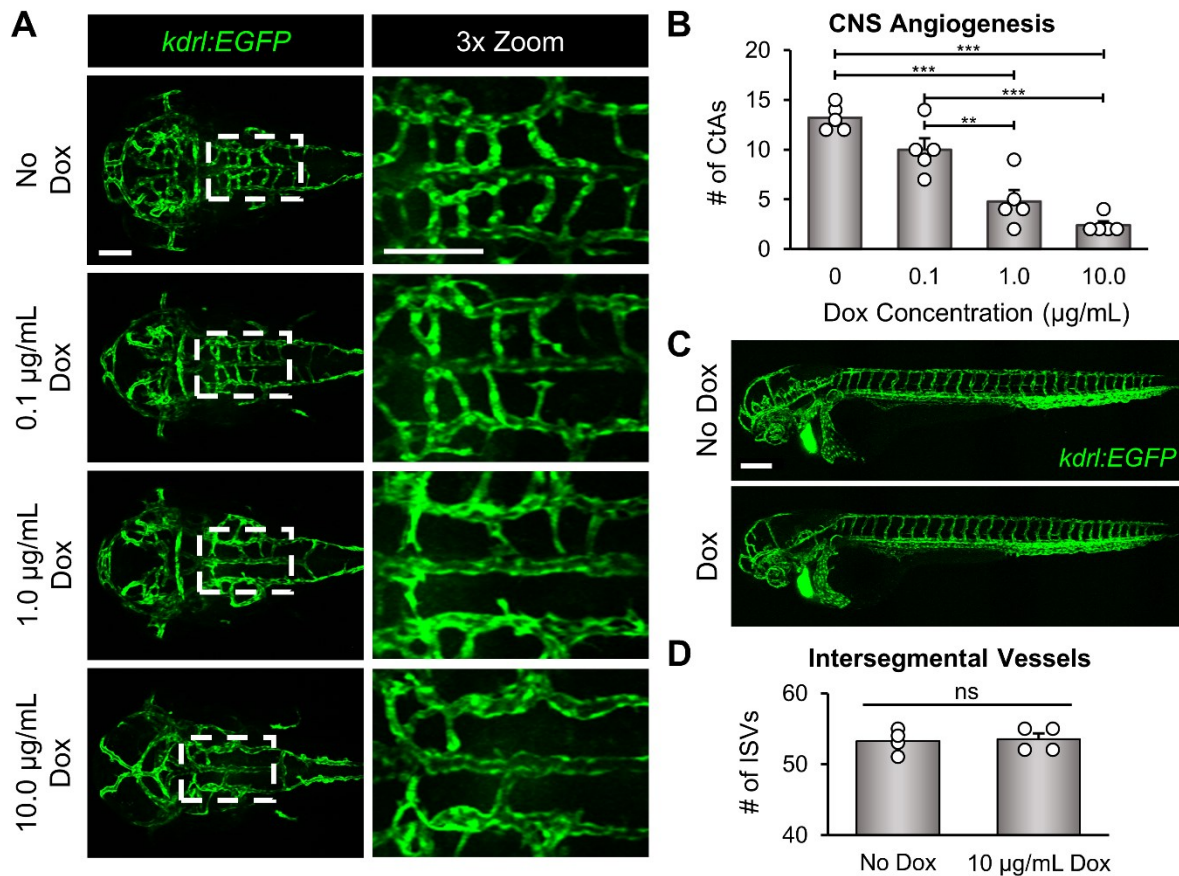 A
kdrl:EGFP
3x Zoom
No
Dox
0.1 µg/mL
Dox
1.0 µg/mL
Dox
10.0 µg/mL
Dox
B
CNS Angiogenesis
# of CtAs
20
15
10
5
0
***
***
***
**
0
0.1
1.0
10.0
Dox Concentration (µg/mL)
C
No Dox
kdrl:EGFP
Dox
D
Intersegmental Vessels
# of ISVs
60
50
40
ns
No Dox
10 µg/mL Dox